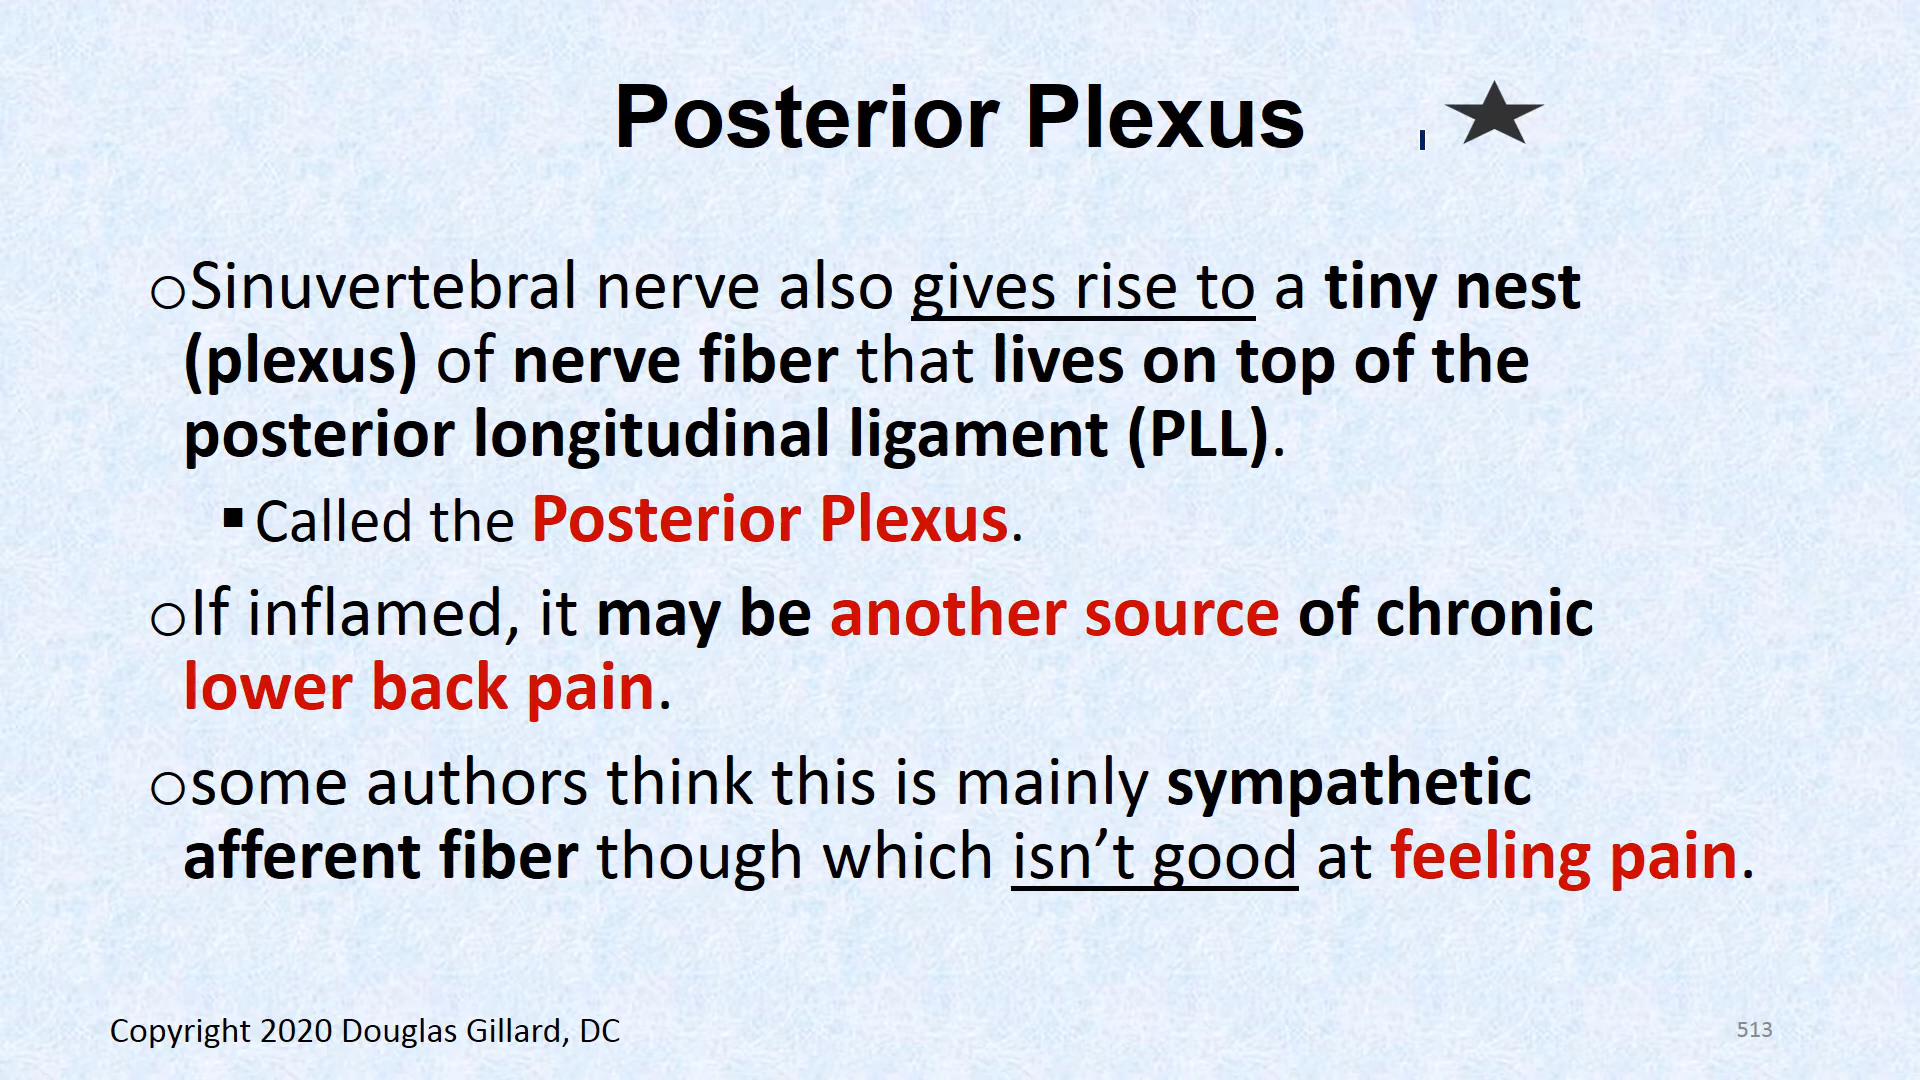 Posterior Plexus
oSinuvertebral nerve also gives rise to a tiny nest
(plexus) of nerve fiber that lives on top of the
posterior longitudinal ligament (PLL).
▪Called the Posterior Plexus.
oIf inflamed, it may be another source of chronic
lower back pain.
osome authors think this is mainly sympathetic
afferent fiber though which isn’t good at feeling pain.
Copyright 2020 Douglas Gillard, DC
513